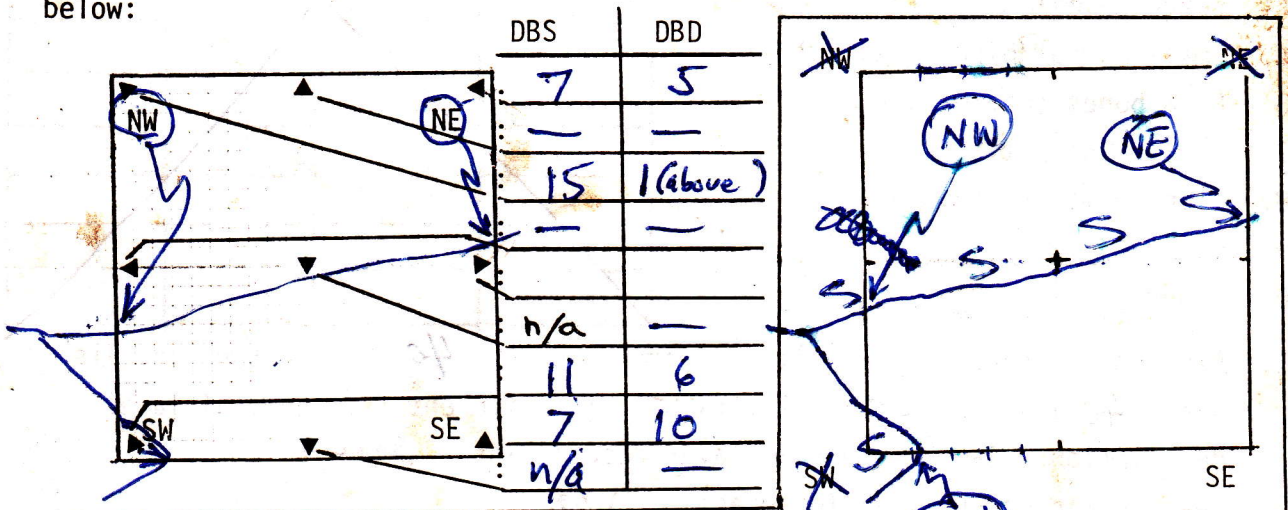 below:
DBS DBD
7 5
— —
15 1 (above)
— —
n/a —
11 6
7 10
n/a —
NW NE
SW SE
NW NE
NW NE
S S S
S
SW SE